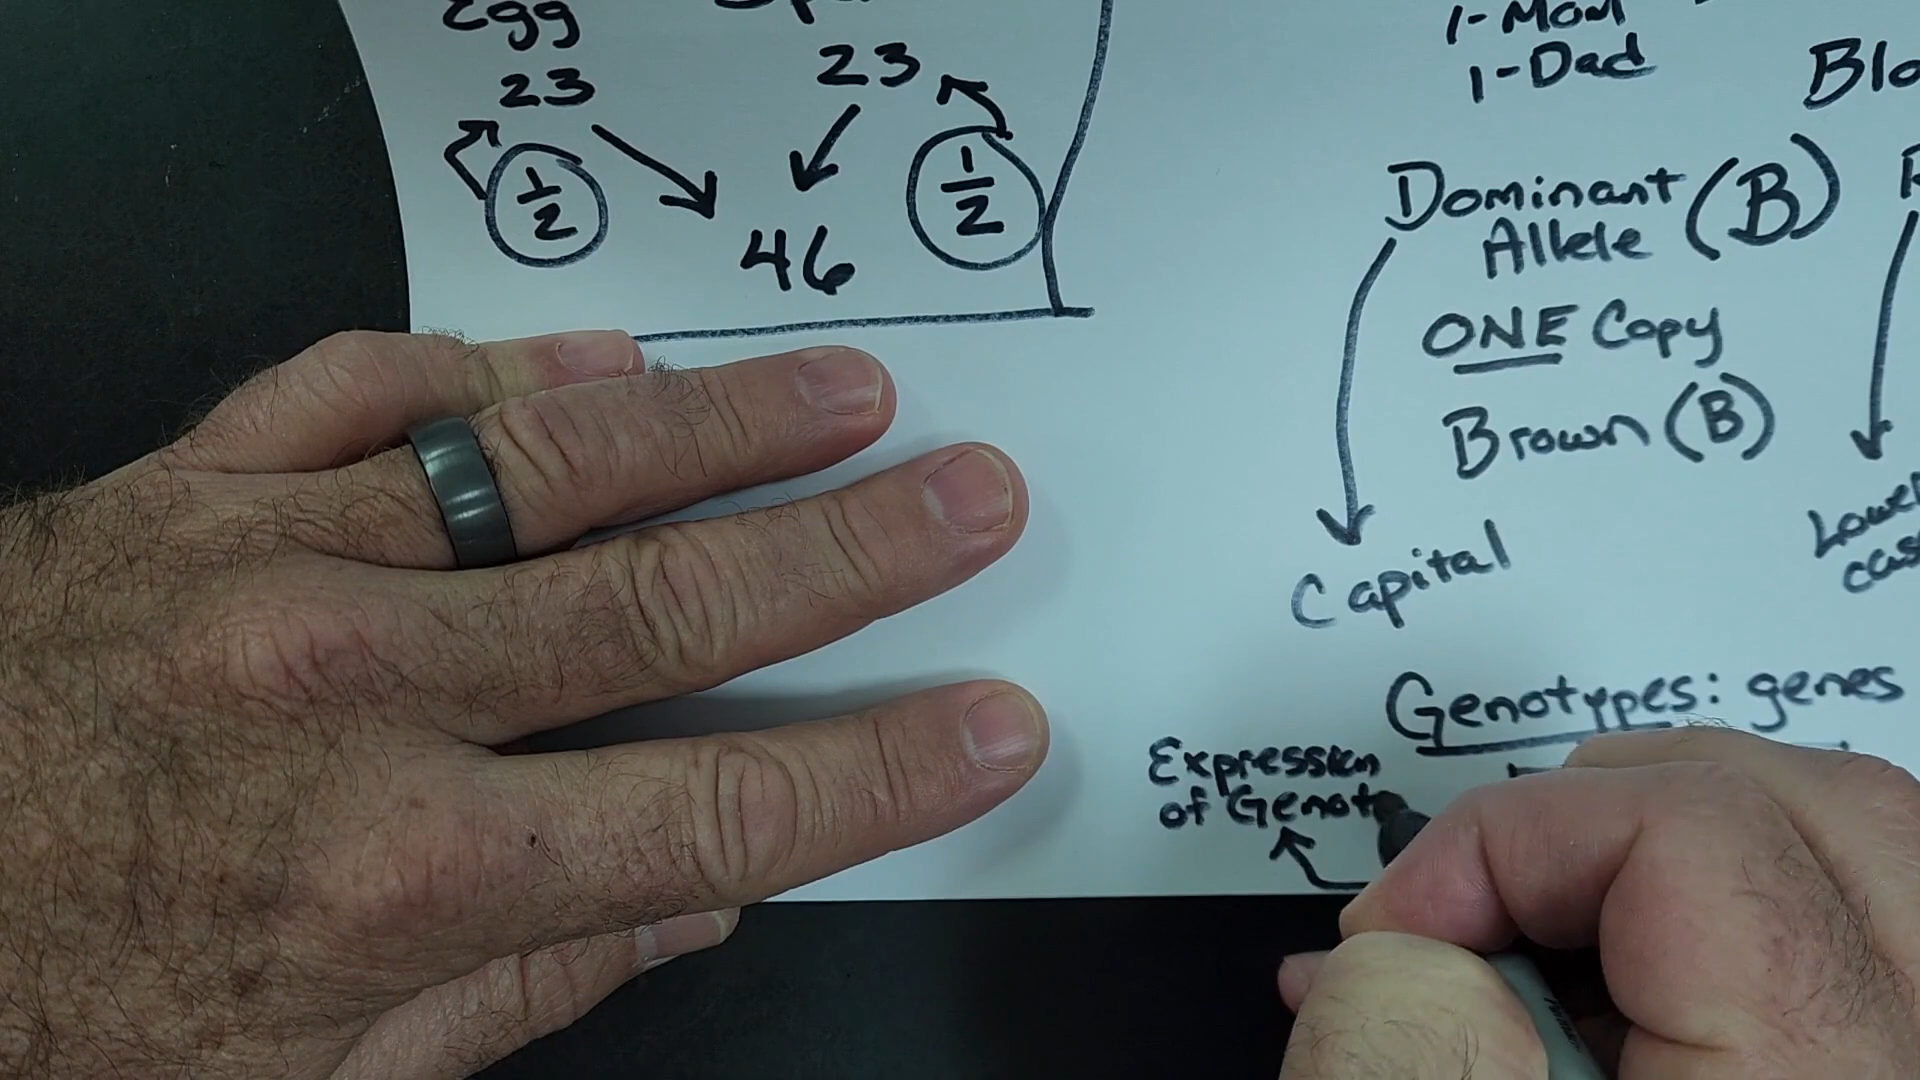 Egg
23
23
1/2
1/2
46
1-Mom
1-Dad
Dominant
Allele (B)
ONE Copy
Brown (B)
Capital
Genotypes: genes
Expression
of